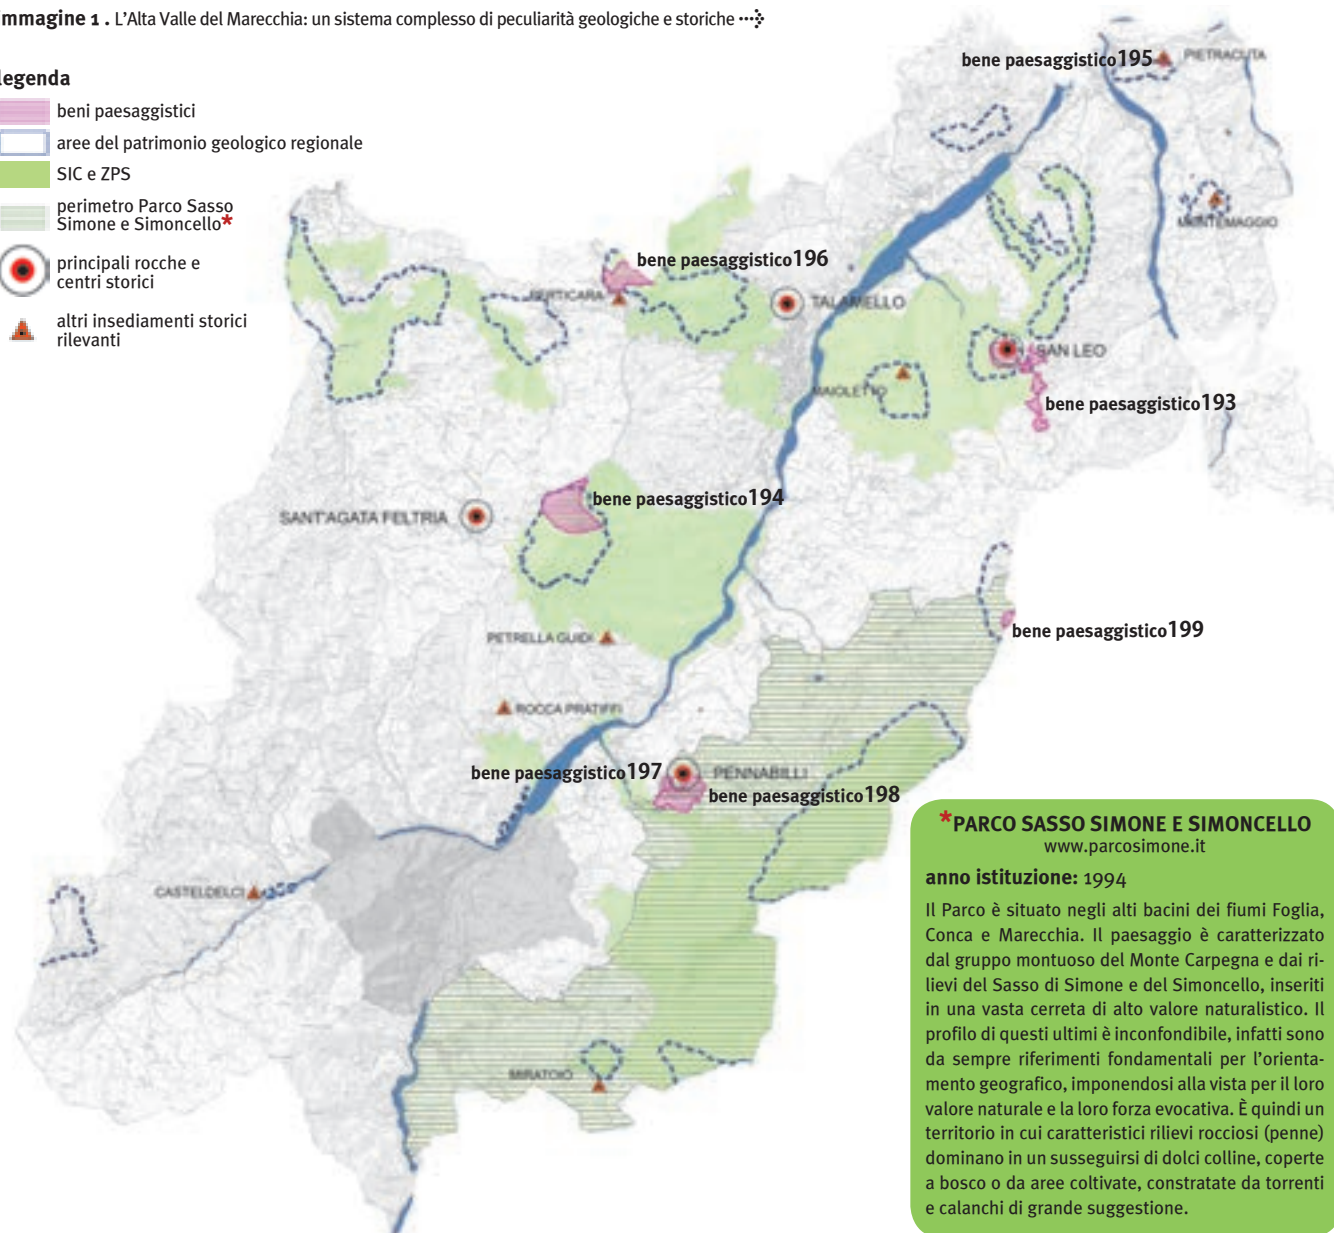 mmagine 1 . L'Alta Valle del Marecchia: un sistema complesso di peculiarità geologiche e storiche
legenda
beni paesaggistici
aree del patrimonio geologico regionale
SIC e ZPS
perimetro Parco Sasso
Simone e Simoncello*
principali rocche e
centri storici
altri insediamenti storici
rilevanti
bene paesaggistico195
PIETRACUTA
MONTEMAGGIO
bene paesaggistico196
PERTICARA
TALAMELLO
SAN LEO
MAIOLETTO
bene paesaggistico193
bene paesaggistico194
SANT'AGATA FELTRIA
bene paesaggistico199
PETRELLA GUIDI
ROCCA PRATIFFI
bene paesaggistico197
PENNABILLI
bene paesaggistico198
CASTELDELCI
MIRATOIO
*PARCO SASSO SIMONE E SIMONCELLO
www.parcosimone.it
anno istituzione: 1994
Il Parco è situato negli alti bacini dei fiumi Foglia,
Conca e Marecchia. Il paesaggio è caratterizzato
dal gruppo montuoso del Monte Carpegna e dai ri-
lievi del Sasso di Simone e del Simoncello, inseriti
in una vasta cerreta di alto valore naturalistico. Il
profilo di questi ultimi è inconfondibile, infatti sono
da sempre riferimenti fondamentali per l'orienta-
mento geografico, imponendosi alla vista per il loro
valore naturale e la loro forza evocativa. È quindi un
territorio in cui caratteristici rilievi rocciosi (penne)
dominano in un susseguirsi di dolci colline, coperte
a bosco o da aree coltivate, constratate da torrenti
e calanchi di grande suggestione.